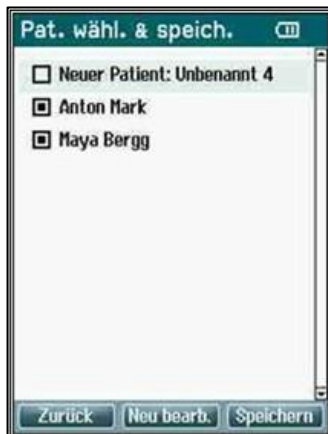 Pat. wähl. & speich.
Neuer Patient: Unbenannt 4
Anton Mark
Maya Bergg
Zurück Neu bearb. Speichern